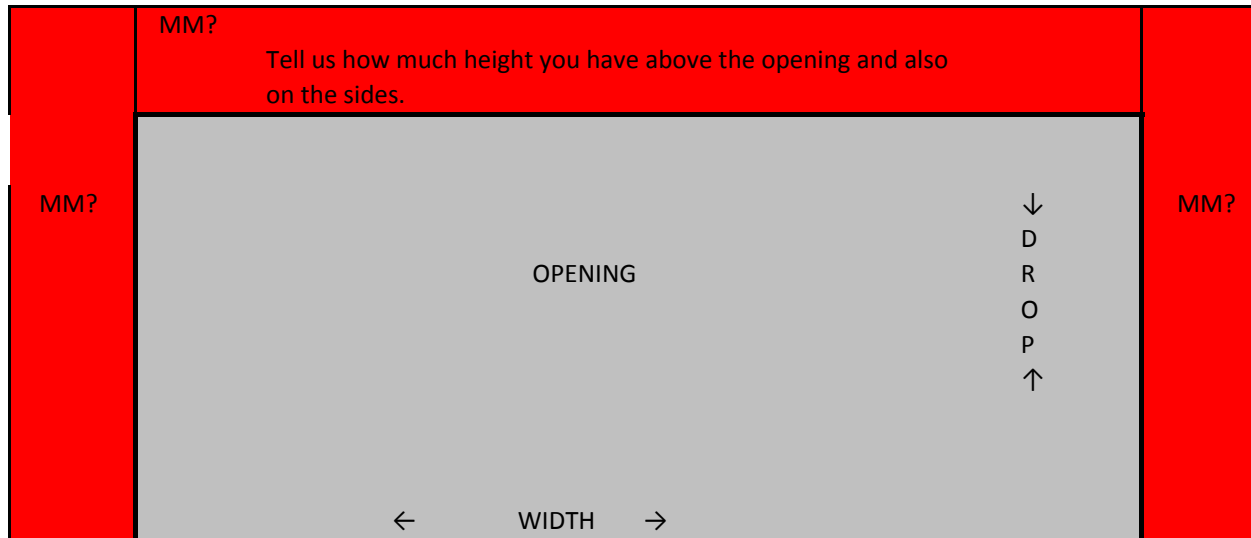 MM?
Tell us how much height you have above the opening and also
on the sides.
MM?
↓
MM?
D
OPENING
R
O
P
↑
← WIDTH →